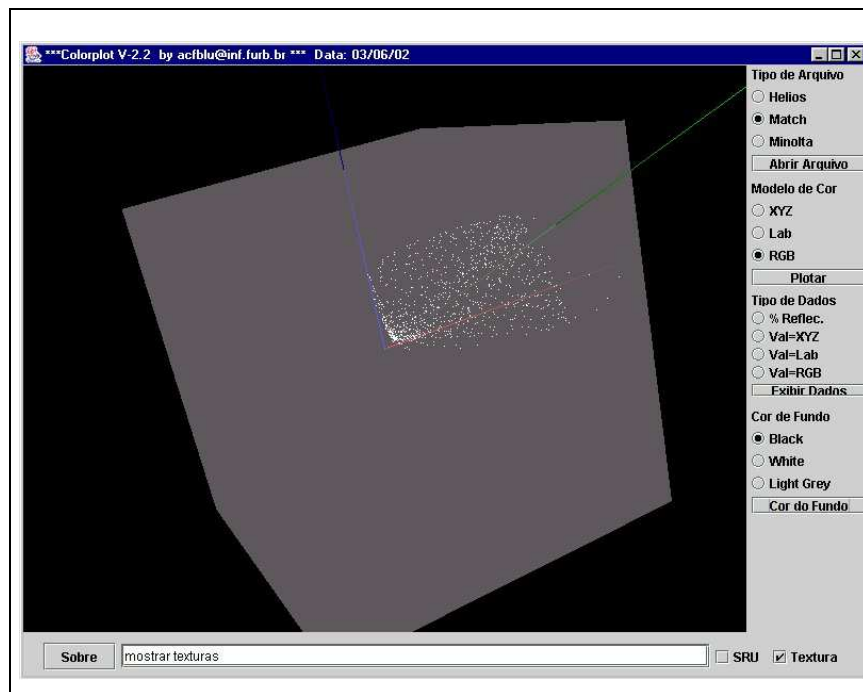 ***Colorplot V-2.2 by acfblu@inf.furb.br *** Data: 03/06/02
Tipo de Arquivo
Helios
Match
Minolta
Abrir Arquivo
Modelo de Cor
XYZ
Lab
RGB
Plotar
Tipo de Dados
% Reflec.
Val=XYZ
Val=Lab
Val=RGB
Exibir Dados
Cor de Fundo
Black
White
Light Grey
Cor do Fundo
Sobre
mostrar texturas
SRU
Textura